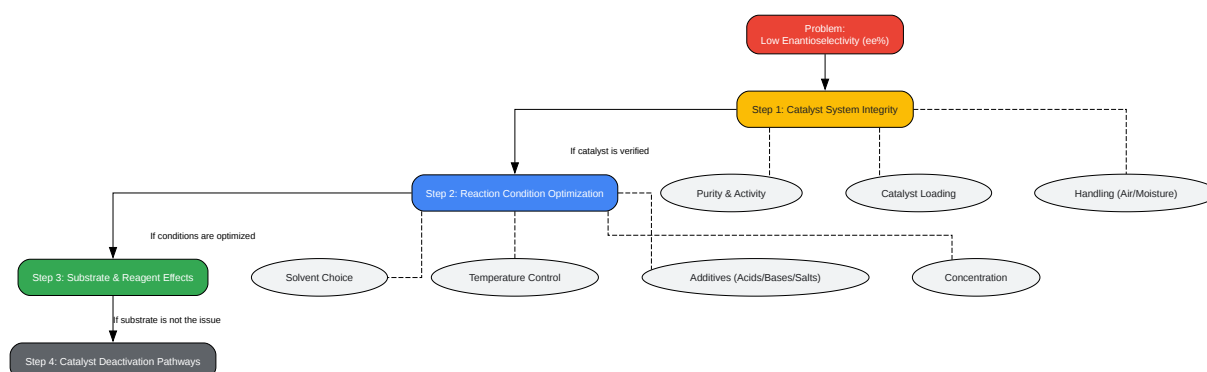 Problem:
Low Enantioselectivity (ee%)
Step 1: Catalyst System Integrity
If catalyst is verified
Step 2: Reaction Condition Optimization
Purity & Activity
Catalyst Loading
Handling (Air/Moisture)
If conditions are optimized
Step 3: Substrate & Reagent Effects
Solvent Choice
Temperature Control
Additives (Acids/Bases/Salts)
Concentration
If substrate is not the issue
Step 4: Catalyst Deactivation Pathways